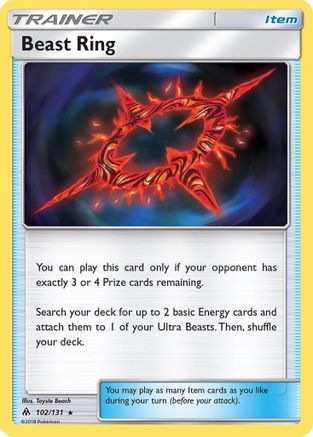 TRAINER Item
Beast Ring
You can play this card only if your opponent has
exactly 3 or 4 Prize cards remaining.
Search your deck for up to 2 basic Energy cards and
attach them to 1 of your Ultra Beasts. Then, shuffle
your deck.
You may play as many Item cards as you like
during your turn (before your attack).
Illus. Toyste Beach
102/131 ★
©2018 Pokémon